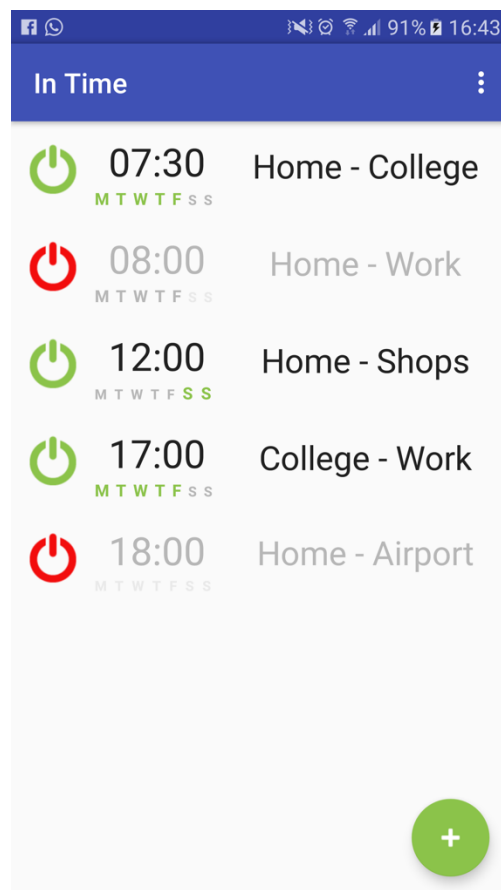 91% 16:43
In Time
07:30 Home - College
M T W T F S S
08:00 Home - Work
M T W T F S S
12:00 Home - Shops
M T W T F S S
17:00 College - Work
M T W T F S S
18:00 Home - Airport
M T W T F S S
+